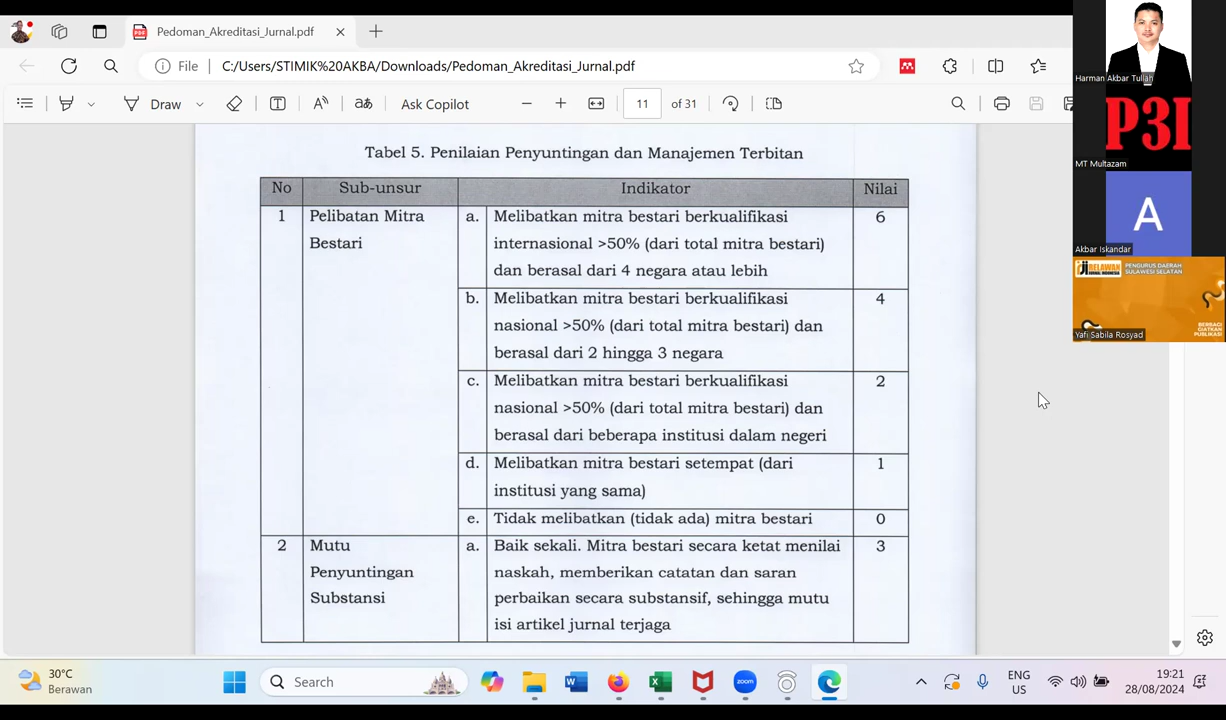 Pedoman_Akreditasi_Jurnal.pdf
File C:/Users/STIMIK%20AKBA/Downloads/Pedoman_Akreditasi_Jurnal.pdf
Draw
Ask Copilot
11 of 31
Tabel 5. Penilaian Penyuntingan dan Manajemen Terbitan
No Sub-unsur Indikator Nilai
1 Pelibatan Mitra a. Melibatkan mitra bestari berkualifikasi 6
Bestari internasional >50% (dari total mitra bestari)
dan berasal dari 4 negara atau lebih
b. Melibatkan mitra bestari berkualifikasi 4
nasional >50% (dari total mitra bestari) dan
berasal dari 2 hingga 3 negara
c. Melibatkan mitra bestari berkualifikasi 2
nasional >50% (dari total mitra bestari) dan
berasal dari beberapa institusi dalam negeri
d. Melibatkan mitra bestari setempat (dari 1
institusi yang sama)
e. Tidak melibatkan (tidak ada) mitra bestari 0
2 Mutu a. Baik sekali. Mitra bestari secara ketat menilai 3
Penyuntingan naskah, memberikan catatan dan saran
Substansi perbaikan secara substansif, sehingga mutu
isi artikel jurnal terjaga
Harman Akbar Tullah
P3I
MT Multazam
A
Akbar Iskandar
RELAWAN
JURNAL INDONESIA
PENGURUS DAERAH
SULAWESI SELATAN
BERBAGI
GIATKAN
PUBLIKASI
Yafi Sabila Rosyad
30°C
Berawan
Search
zoom
ENG
US
19:21
28/08/2024